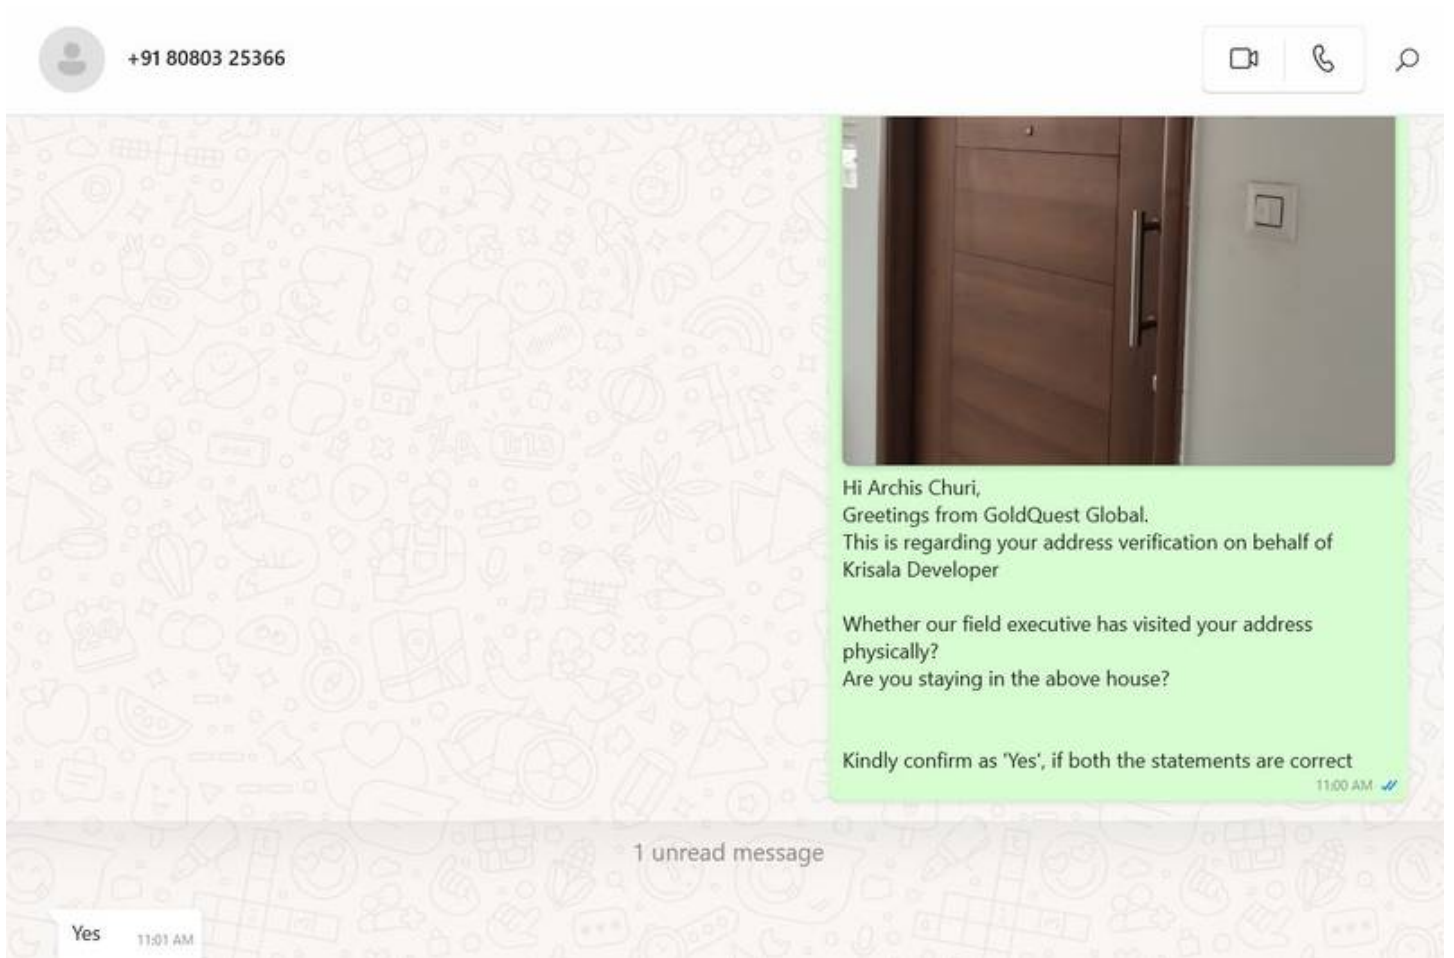 +91 80803 25366
Hi Archis Churi,
Greetings from GoldQuest Global.
This is regarding your address verification on behalf of
Krisala Developer
Whether our field executive has visited your address
physically?
Are you staying in the above house?
Kindly confirm as 'Yes', if both the statements are correct
11:00 AM
1 unread message
Yes
11:01 AM